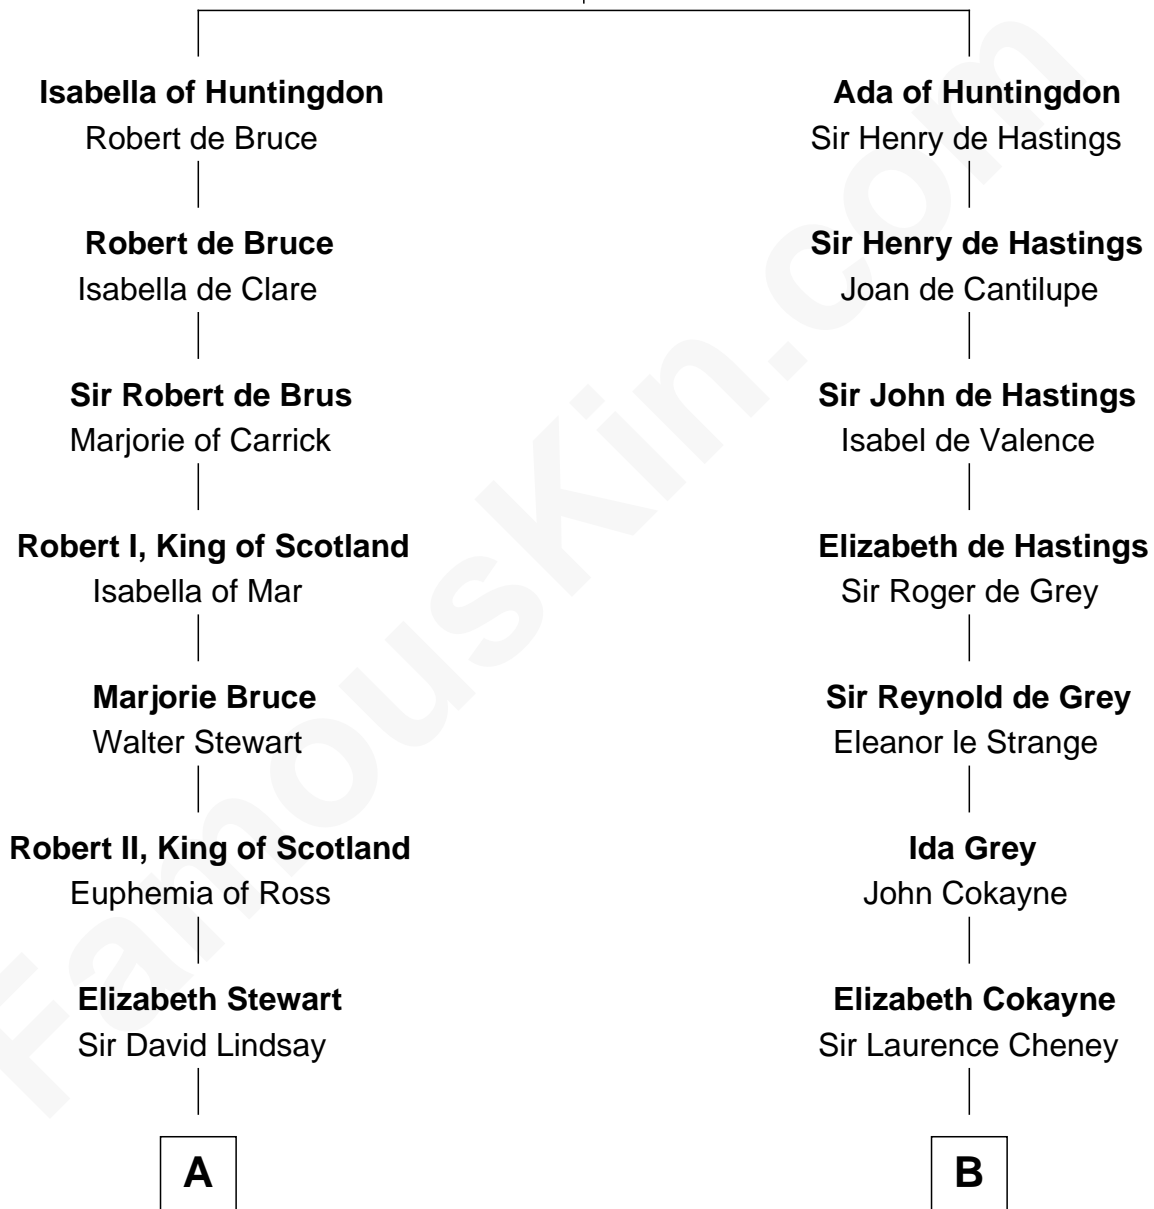 Isabella of Huntingdon
Robert de Bruce
Robert de Bruce
Isabella de Clare
Sir Robert de Brus
Marjorie of Carrick
Robert I, King of Scotland
Isabella of Mar
Marjorie Bruce
Walter Stewart
Robert II, King of Scotland
Euphemia of Ross
Elizabeth Stewart
Sir David Lindsay
A
Ada of Huntingdon
Sir Henry de Hastings
Sir Henry de Hastings
Joan de Cantilupe
Sir John de Hastings
Isabel de Valence
Elizabeth de Hastings
Sir Roger de Grey
Sir Reynold de Grey
Eleanor le Strange
Ida Grey
John Cokayne
Elizabeth Cokayne
Sir Laurence Cheney
B
FamousKin.com